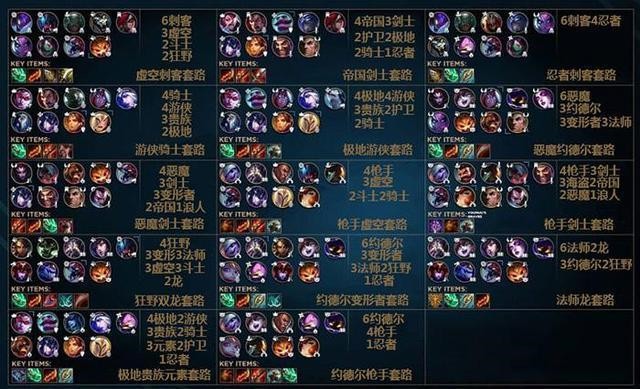 6刺客
3虚空
2斗士
2狂野
KEY ITEMS:
虚空刺客套路
4帝国3剑士
2护卫2极地
2骑士1忍者
KEY ITEMS:
帝国剑士套路
6刺客4忍者
KEY ITEMS:
忍者刺客套路
4骑士
4游侠
3贵族
2极地
KEY ITEMS:
游侠骑士套路
4极地4游侠
3贵族2护卫
2骑士
KEY ITEMS:
极地游侠套路
6恶魔
3约德尔
3变形者3法师
KEY ITEMS:
恶魔约德尔套路
4恶魔
3剑士
3变形者
2帝国1浪人
KEY ITEMS:
恶魔剑士套路
4枪手
3虚空
2斗士2骑士
KEY ITEMS:
枪手虚空套路
4枪手3剑士
3海盗2帝国
2恶魔1浪人
KEY ITEMS:
枪手剑士套路
4狂野
3变形3法师
3虚空3斗士
2龙
KEY ITEMS:
狂野双龙套路
6约德尔
3变形者
3法师2狂野
1忍者
KEY ITEMS:
约德尔变形者套路
6法师2龙
3约德尔2狂野
KEY ITEMS:
法师龙套路
4极地2游侠
3贵族2骑士
3元素2护卫
1忍者
KEY ITEMS:
极地贵族元素套路
6约德尔
4枪手
1忍者
KEY ITEMS:
约德尔枪手套路